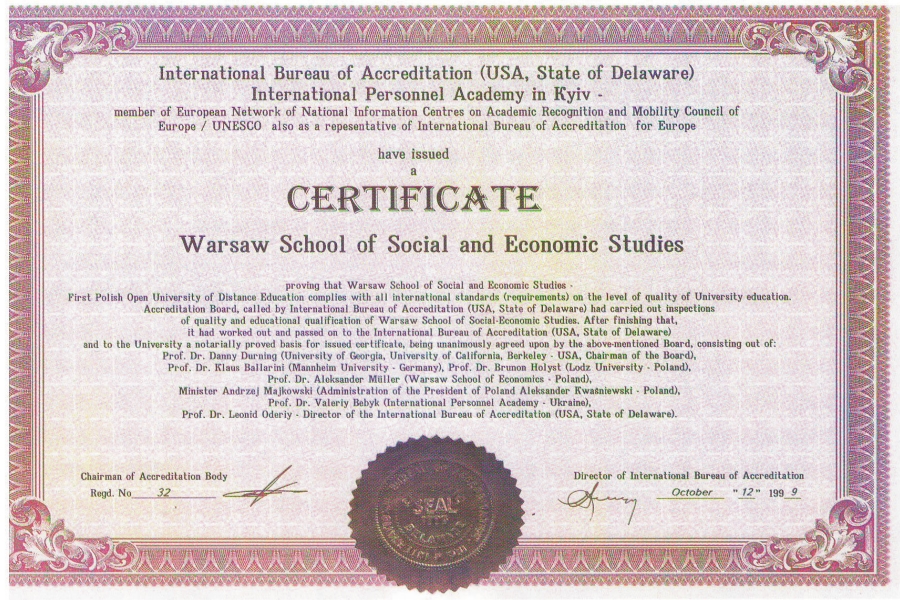 International Bureau of Accreditation (USA, State of Delaware)
International Personnel Academy in Kyiv -
member of European Network of National Information Centres on Academic Recognition and Mobility Council of
Europe / UNESCO also as a repesentative of International Bureau of Accreditation for Europe
have issued
a
CERTIFICATE
Warsaw School of Social and Economic Studies
proving that Warsaw School of Social and Economic Studies -
First Polish Open University of Distance Education complies with all international standards (requirements) on the level of quality of University education.
Accreditation Board, called by International Bureau of Accreditation (USA, State of Delaware) had carried out inspections
of quality and educational qualification of Warsaw School of Social-Economic Studies. After finishing that,
it had worked out and passed on to the International Bureau of Accreditation (USA, State of Delaware)
and to the University a notarially proved basis for issued certificate, being unanimously agreed upon by the above-mentioned Board, consisting out of:
Prof. Dr. Danny Durning (University of Georgia, University of California, Berkeley - USA, Chairman of the Board),
Prof. Dr. Klaus Ballarini (Mannheim University - Germany), Prof. Dr. Brunon Holyst (Lodz University - Poland),
Prof. Dr. Aleksander Müller (Warsaw School of Economics - Poland),
Minister Andrzej Majkowski (Administration of the President of Poland Aleksander Kwaśniewski - Poland),
Prof. Dr. Valeriy Bebyk (International Personnel Academy - Ukraine),
Prof. Dr. Leonid Oderiy - Director of the International Bureau of Accreditation (USA, State of Delaware).
Chairman of Accreditation Body
Regd. No 32
SEAL
DELAWARE
Director of International Bureau of Accreditation
October "12" 1999